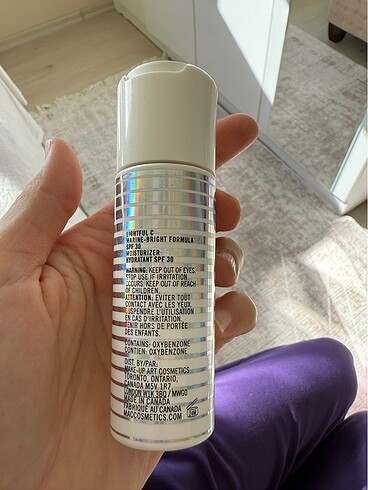 LIGHTFUL C
MARINE-BRIGHT FORMULA
SPF 30
MOISTURIZER
HYDRATANT SPF 30
WARNING: KEEP OUT OF EYES.
STOP USE IF IRRITATION
OCCURS. KEEP OUT OF REACH
OF CHILDREN.
ATTENTION: ÉVITER TOUT
CONTACT AVEC LES YEUX.
SUSPENDRE L'UTILISATION
EN CAS D'IRRITATION.
TENIR HORS DE PORTÉE
DES ENFANTS.
CONTAINS: OXYBENZONE
CONTIEN: OXYBENZONE
DIST. BY/PAR:
MAKE-UP ART COSMETICS
TORONTO, ONTARIO,
CANADA M5V 1R7
LONDON W1K 3BQ / MWGO
MADE IN CANADA
FABRIQUÉ AU CANADA
MACCOSMETICS.COM
24M